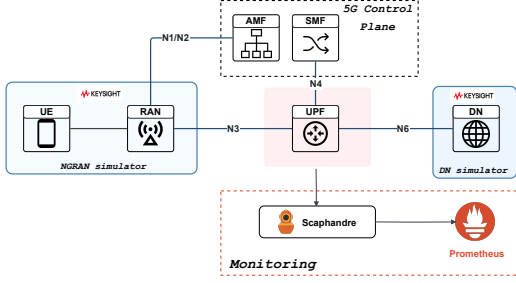 5G Control
Plane
AMF
SMF
N1/N2
N4
KEYSIGHT
UE
RAN
NGRAN simulator
N3
UPF
N6
KEYSIGHT
DN
DN simulator
Scaphandre
Prometheus
Monitoring